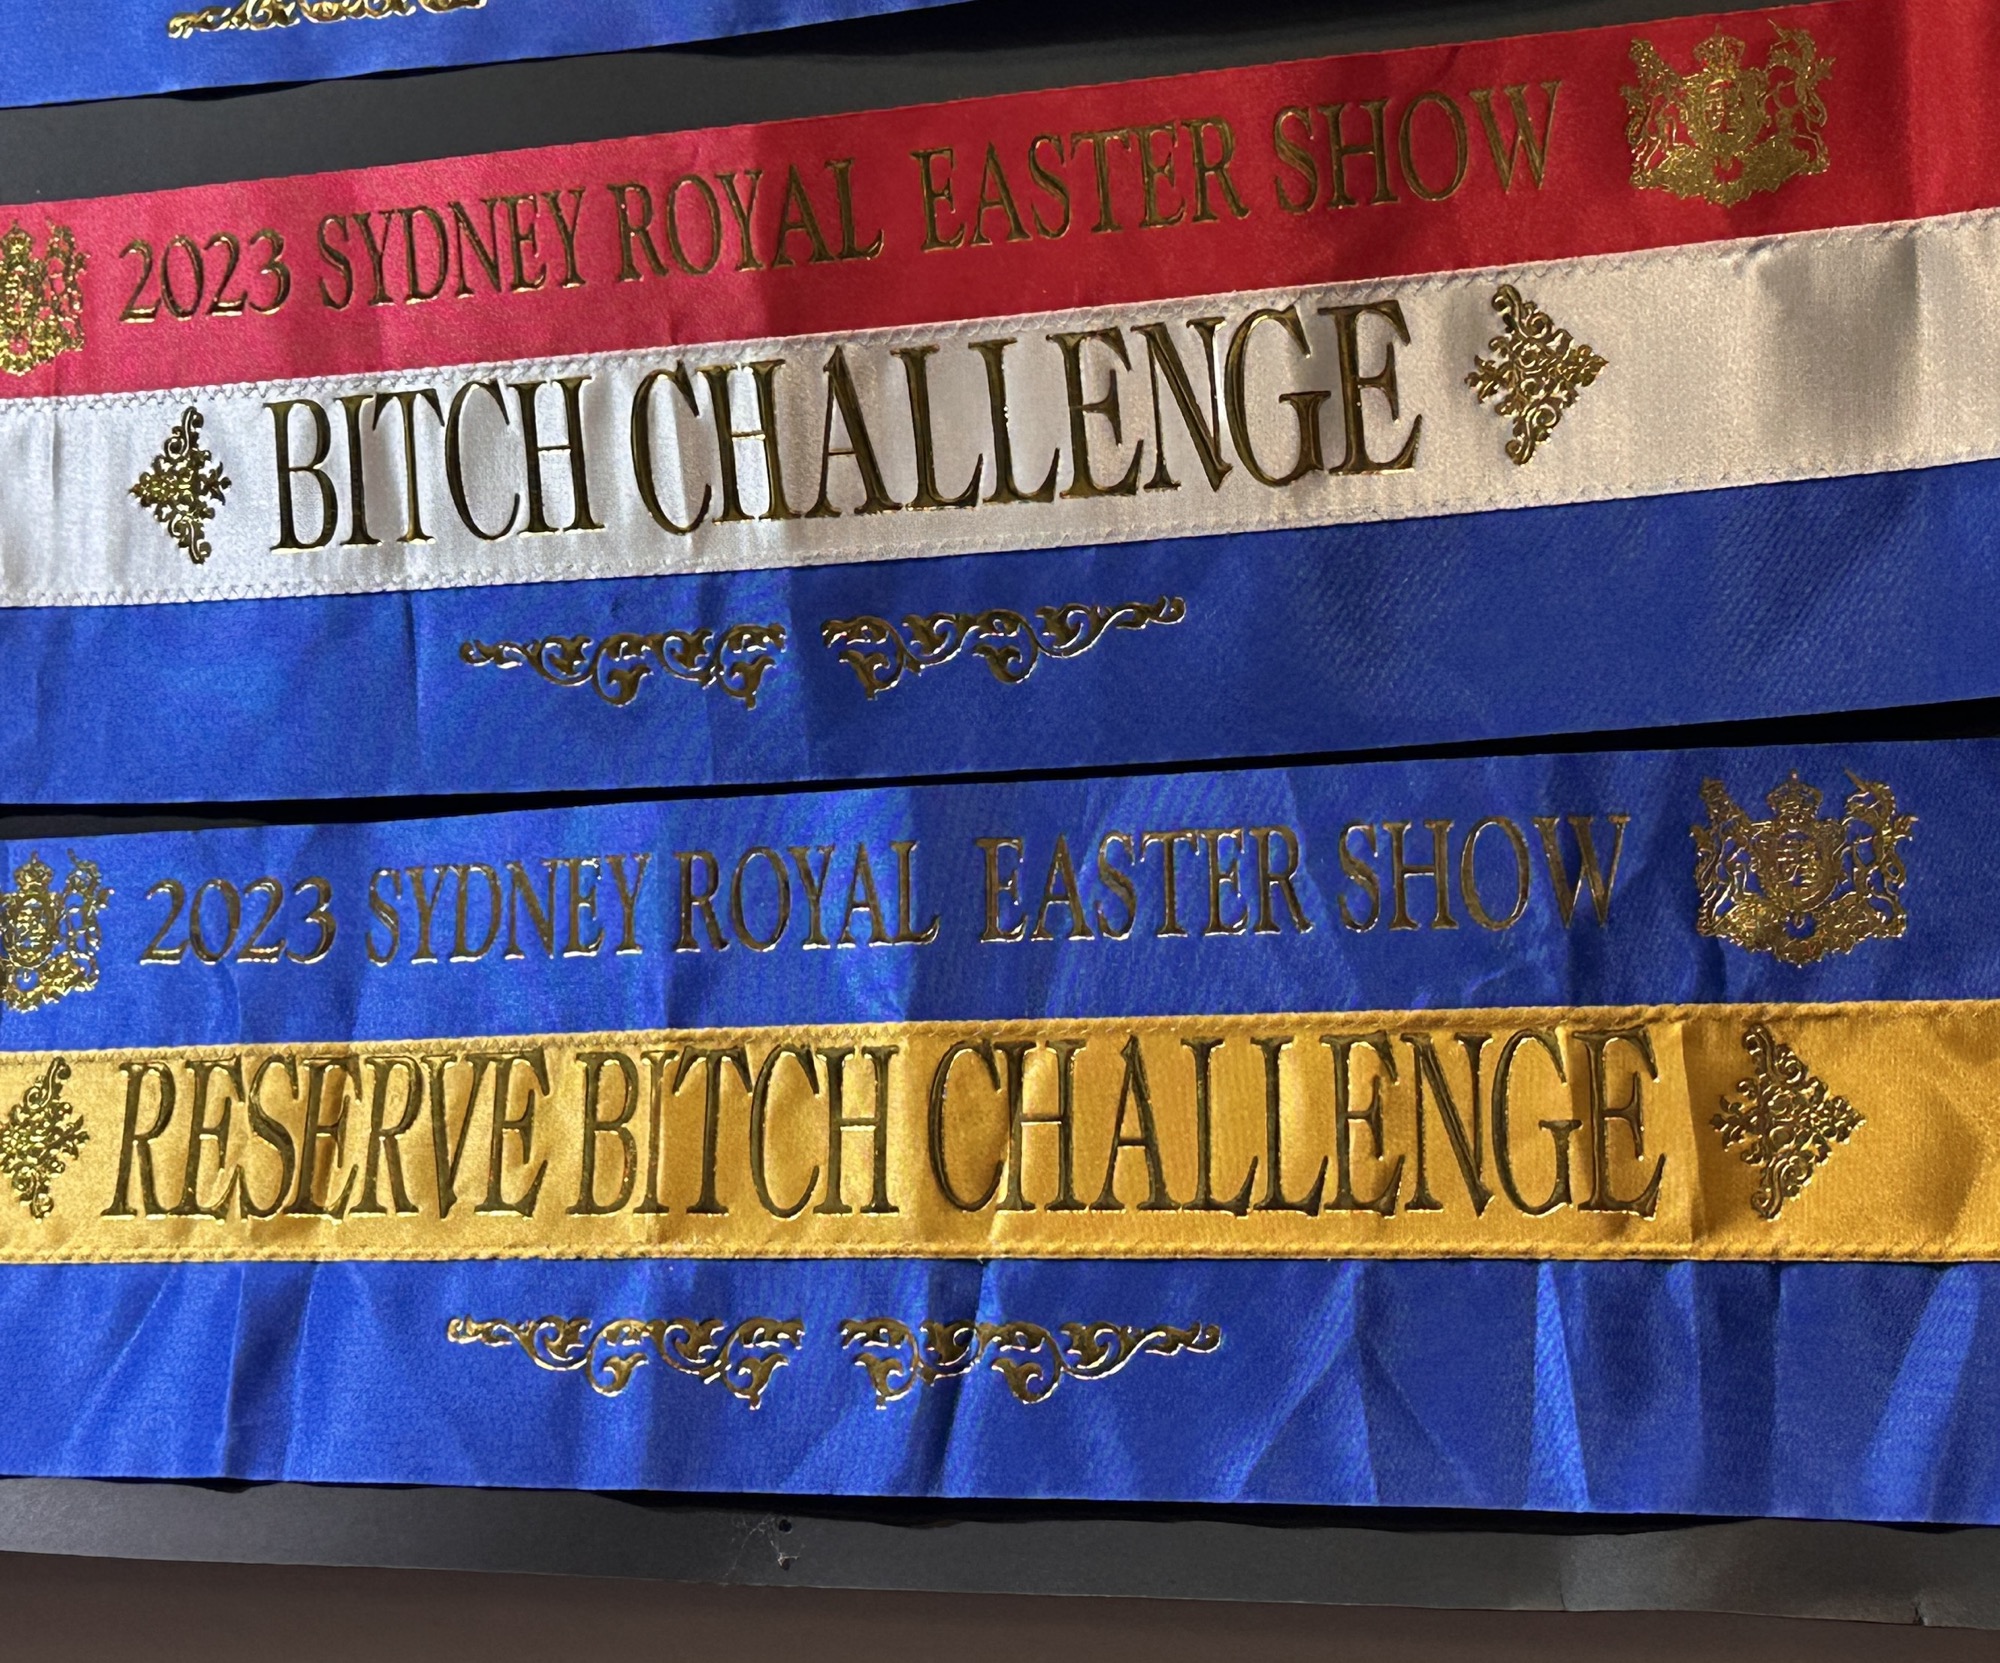 2023 SYDNEY ROYAL EASTER SHOW
BITCH CHALLENGE
2023 SYDNEY ROYAL EASTER SHOW
RESERVE BITCH CHALLENGE